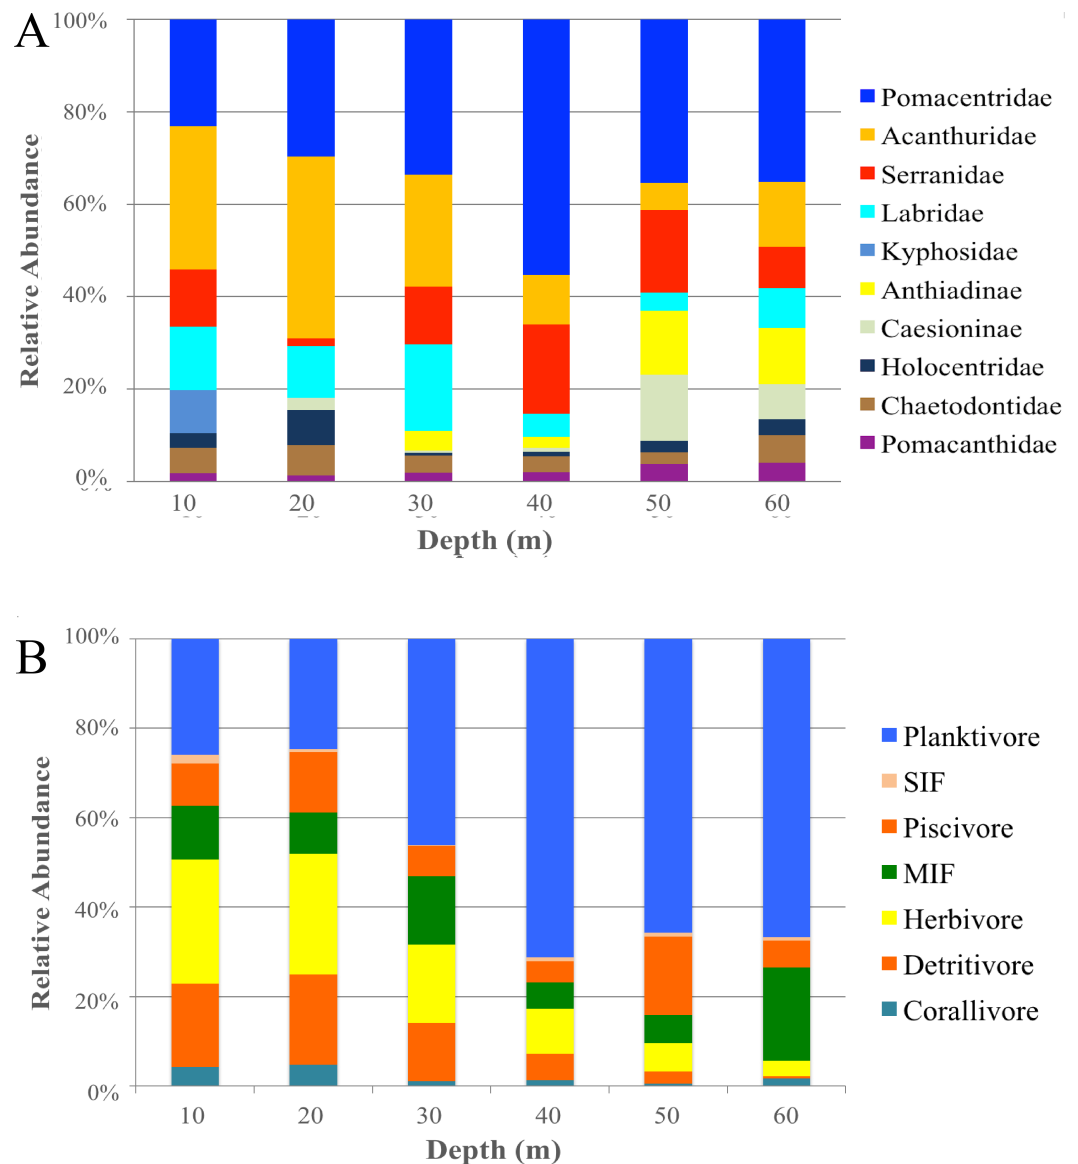 A
100%
80%
60%
40%
20%
0%
Relative Abundance
10 20 30 40 50 60
Depth (m)
Pomacentridae
Acanthuridae
Serranidae
Labridae
Kyphosidae
Anthiadinae
Caesioninae
Holocentridae
Chaetodontidae
Pomacanthidae
B
100%
80%
60%
40%
20%
0%
Relative Abundance
10 20 30 40 50 60
Depth (m)
Planktivore
SIF
Piscivore
MIF
Herbivore
Detritivore
Corallivore